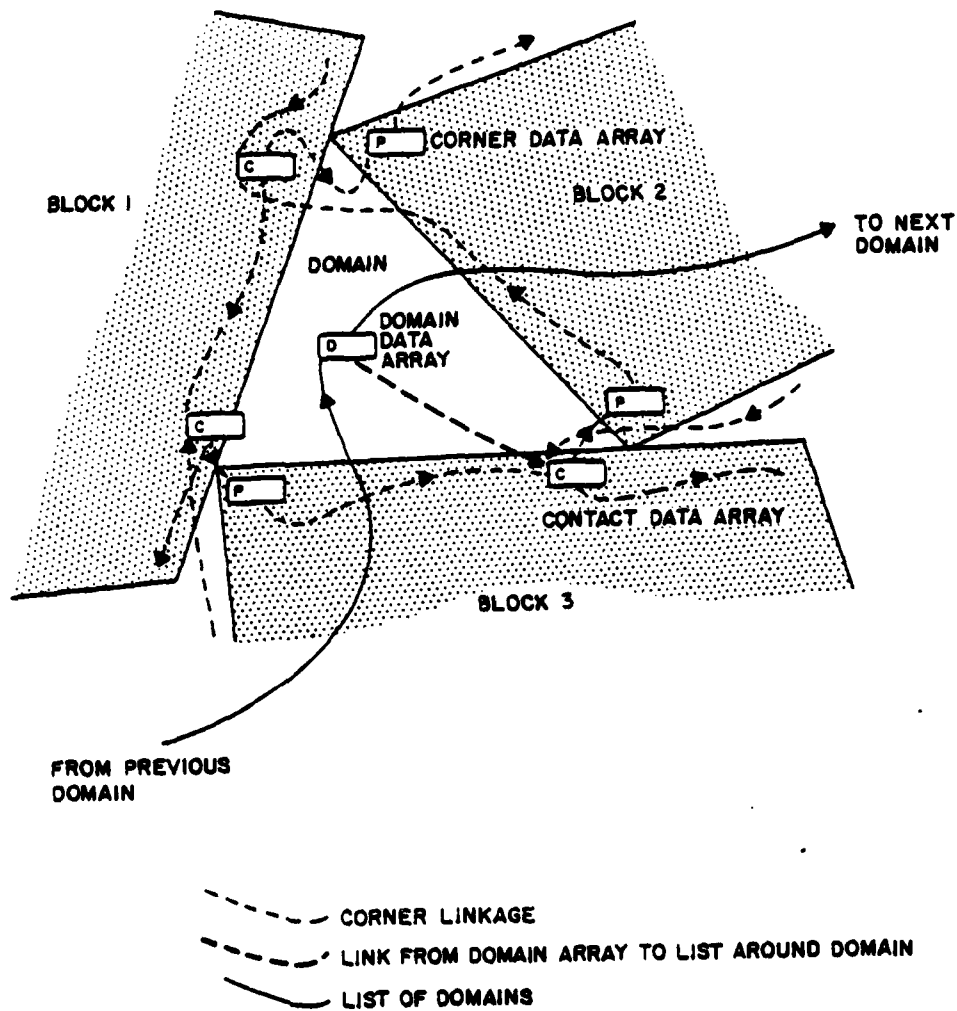 P CORNER DATA ARRAY
C
BLOCK 1
BLOCK 2
TO NEXT
DOMAIN
DOMAIN
D
DOMAIN
DATA
ARRAY
P
C
C
P
CONTACT DATA ARRAY
BLOCK 3
FROM PREVIOUS
DOMAIN
CORNER LINKAGE
LINK FROM DOMAIN ARRAY TO LIST AROUND DOMAIN
LIST OF DOMAINS